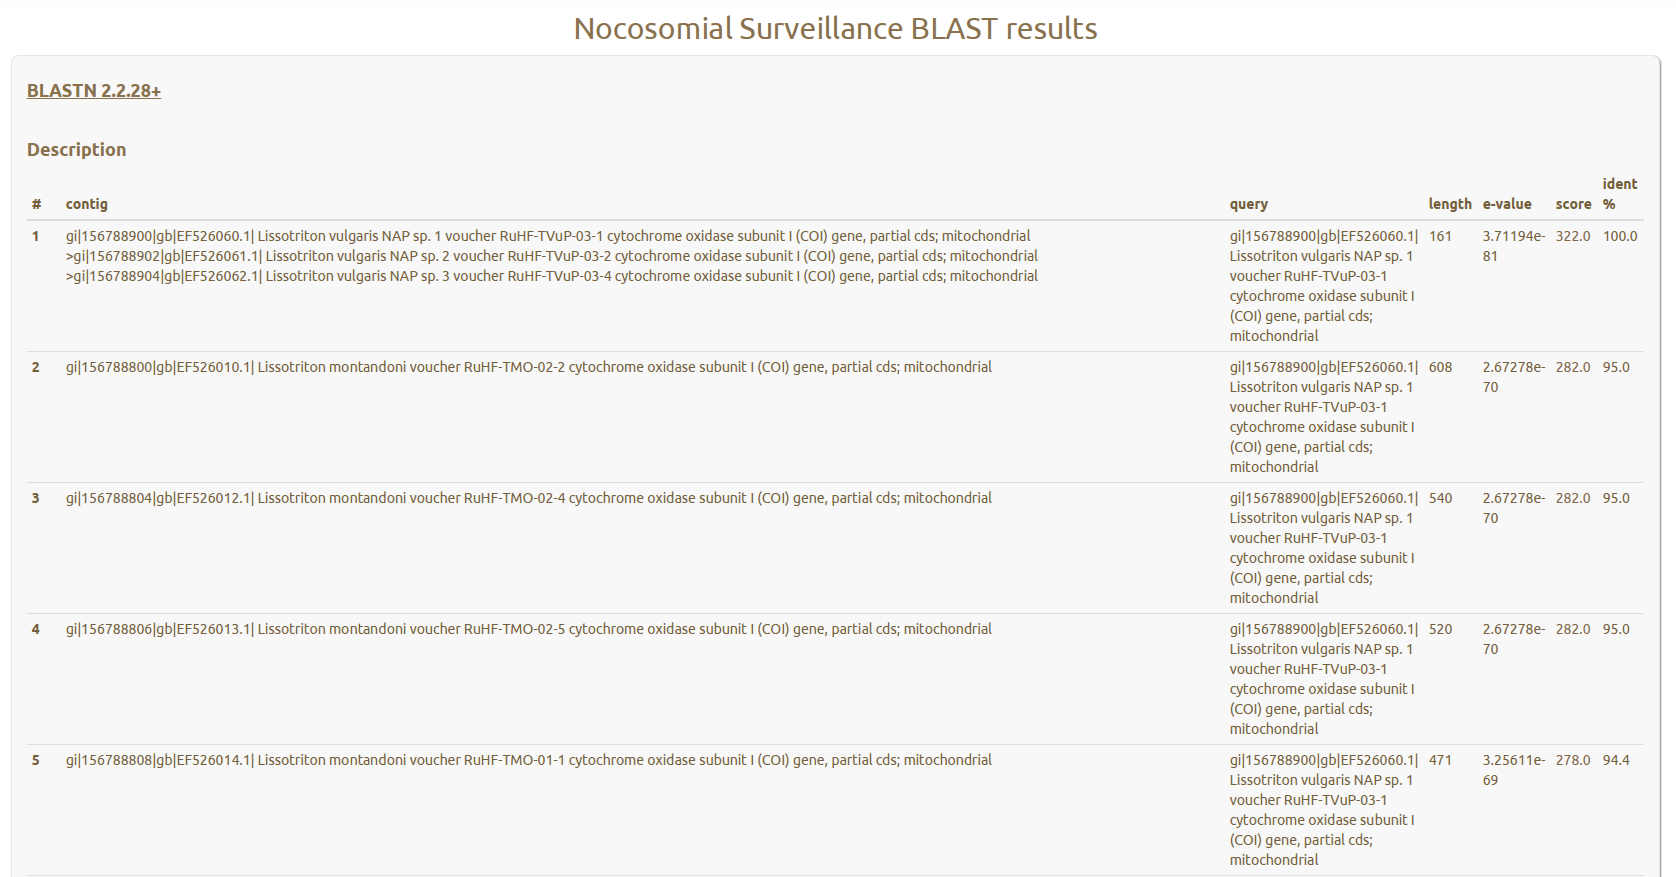 Nocosomial Surveillance BLAST results
BLASTN 2.2.28+
Description
# contig query length e-value score ident %
1 gi|156788900|gb|EF526060.1| Lissotriton vulgaris NAP sp. 1 voucher RuHF-TVuP-03-1 cytochrome oxidase subunit I (COI) gene, partial cds; mitochondrial gi|156788900|gb|EF526060.1| 161 3.71194e- 322.0 100.0
>gi|156788902|gb|EF526061.1| Lissotriton vulgaris NAP sp. 2 voucher RuHF-TVuP-03-2 cytochrome oxidase subunit I (COI) gene, partial cds; mitochondrial Lissotriton vulgaris NAP sp. 1 81
>gi|156788904|gb|EF526062.1| Lissotriton vulgaris NAP sp. 3 voucher RuHF-TVuP-03-4 cytochrome oxidase subunit I (COI) gene, partial cds; mitochondrial voucher RuHF-TVuP-03-1
cytochrome oxidase subunit I
(COI) gene, partial cds;
mitochondrial
2 gi|156788800|gb|EF526010.1| Lissotriton montandoni voucher RuHF-TMO-02-2 cytochrome oxidase subunit I (COI) gene, partial cds; mitochondrial gi|156788900|gb|EF526060.1| 608 2.67278e- 282.0 95.0
Lissotriton vulgaris NAP sp. 1 70
voucher RuHF-TVuP-03-1
cytochrome oxidase subunit I
(COI) gene, partial cds;
mitochondrial
3 gi|156788804|gb|EF526012.1| Lissotriton montandoni voucher RuHF-TMO-02-4 cytochrome oxidase subunit I (COI) gene, partial cds; mitochondrial gi|156788900|gb|EF526060.1| 540 2.67278e- 282.0 95.0
Lissotriton vulgaris NAP sp. 1 70
voucher RuHF-TVuP-03-1
cytochrome oxidase subunit I
(COI) gene, partial cds;
mitochondrial
4 gi|156788806|gb|EF526013.1| Lissotriton montandoni voucher RuHF-TMO-02-5 cytochrome oxidase subunit I (COI) gene, partial cds; mitochondrial gi|156788900|gb|EF526060.1| 520 2.67278e- 282.0 95.0
Lissotriton vulgaris NAP sp. 1 70
voucher RuHF-TVuP-03-1
cytochrome oxidase subunit I
(COI) gene, partial cds;
mitochondrial
5 gi|156788808|gb|EF526014.1| Lissotriton montandoni voucher RuHF-TMO-01-1 cytochrome oxidase subunit I (COI) gene, partial cds; mitochondrial gi|156788900|gb|EF526060.1| 471 3.25611e- 278.0 94.4
Lissotriton vulgaris NAP sp. 1 69
voucher RuHF-TVuP-03-1
cytochrome oxidase subunit I
(COI) gene, partial cds;
mitochondrial